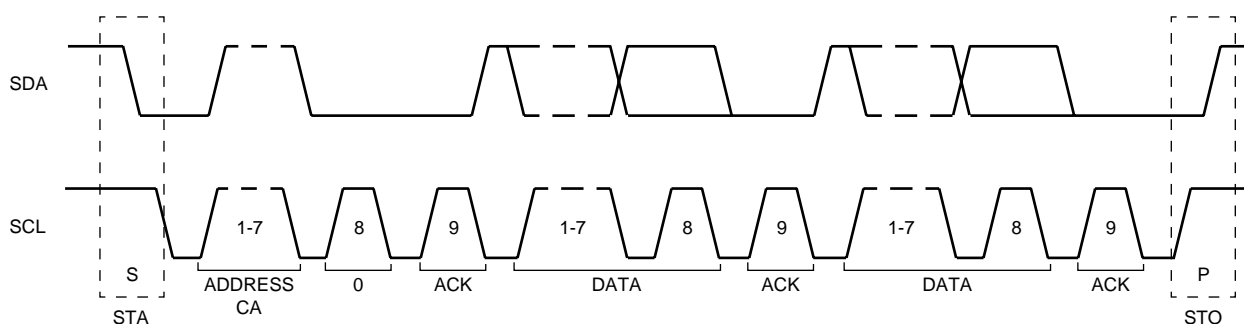 SDA
SCL
1-7 8 9 1-7 8 9 1-7 8 9
S P
ADDRESS CA 0 ACK DATA ACK DATA ACK
STA STO